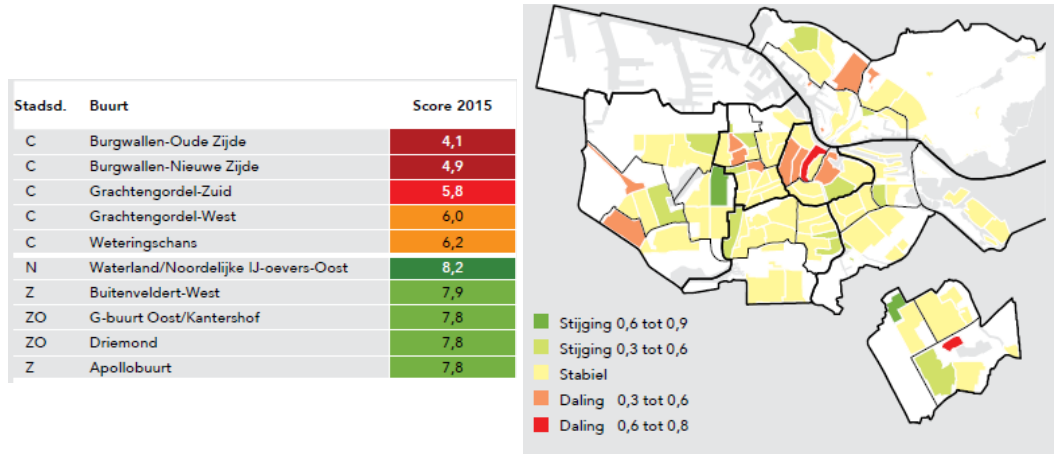 Stadsd. Buurt Score 2015
C Burgwallen-Oude Zijde 4,1
C Burgwallen-Nieuwe Zijde 4,9
C Grachtengordel-Zuid 5,8
C Grachtengordel-West 6,0
C Weteringschans 6,2
N Waterland/Noordelijke IJ-oevers-Oost 8,2
Z Buitenveldert-West 7,9
ZO G-buurt Oost/Kantershof 7,8
ZO Driemond 7,8
Z Apollobuurt 7,8
Stijging 0,6 tot 0,9
Stijging 0,3 tot 0,6
Stabiel
Daling 0,3 tot 0,6
Daling 0,6 tot 0,8